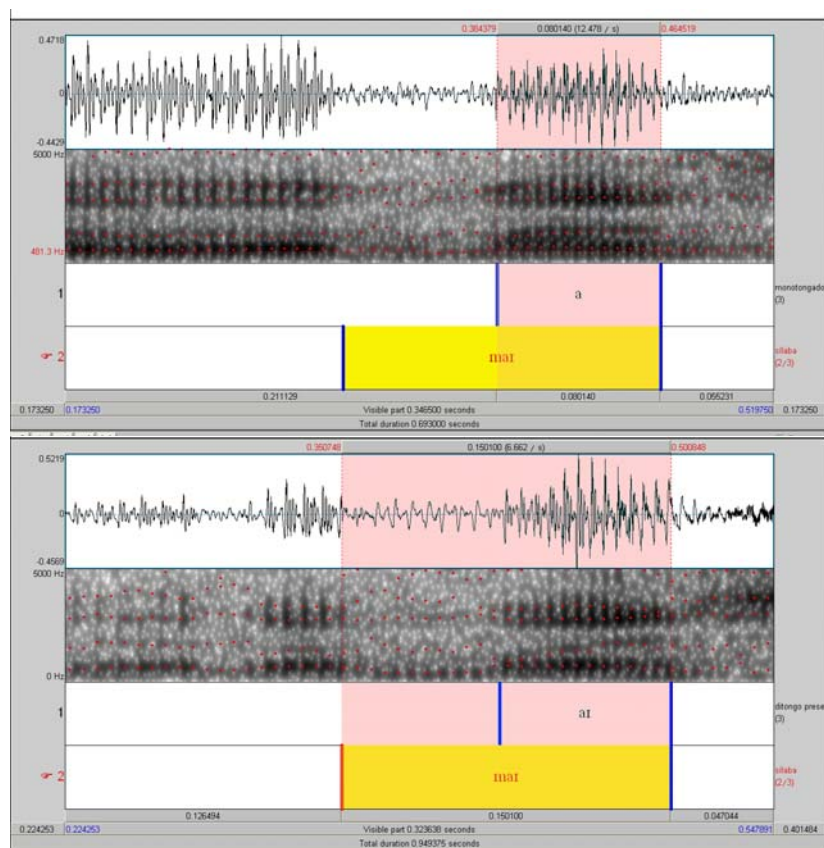 0.384379 0.080140 (12.478 / s) 0.464519
0.4718
0
-0.4429
5000 Hz
481.3 Hz
1 a monotongado
(3)
2 maɪ sílaba
(2/3)
0.211129 0.080140 0.055231
0.173250 0.173250 Visible part 0.346500 seconds 0.519750 0.173250
Total duration 0.693000 seconds
0.350748 0.150100 (6.662 / s) 0.500848
0.5219
0
-0.4669
5000 Hz
0 Hz
1 aɪ ditongo prese
(3)
2 maɪ sílaba
(2/3)
0.126494 0.150100 0.047044
0.224253 0.224253 Visible part 0.323638 seconds 0.547891 0.401484
Total duration 0.949375 seconds